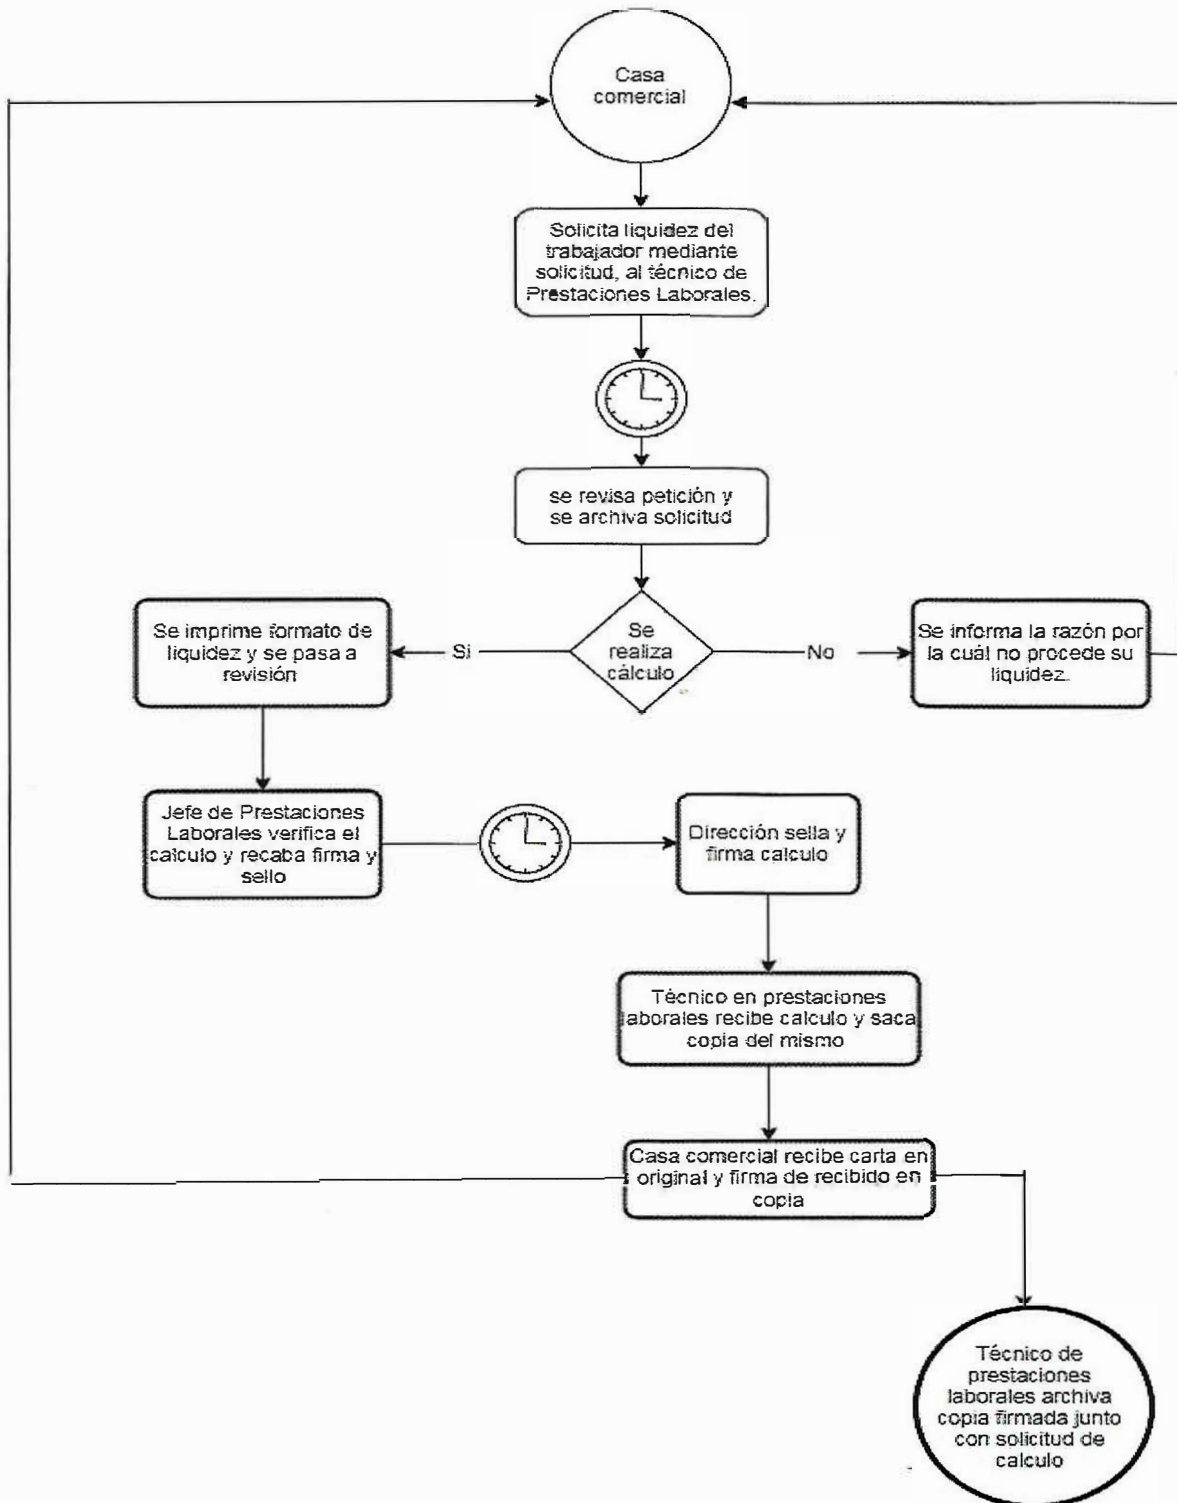 Casa
comercial
Solicita liquidez del
trabajador mediante
solicitud, al técnico de
Prestaciones Laborales.
se revisa petición y
se archiva solicitud
Se
realiza
cálculo
Si
No
Se imprime formato de
liquidez y se pasa a
revisión
Se informa la razón por
la cuál no procede su
liquidez.
Jefe de Prestaciones
Laborales verifica el
calculo y recaba firma y
sello
Dirección sella y
firma calculo
Técnico en prestaciones
laborales recibe calculo y saca
copia del mismo
Casa comercial recibe carta en
original y firma de recibido en
copia
Técnico de
prestaciones
laborales archiva
copia firmada junto
con solicitud de
calculo